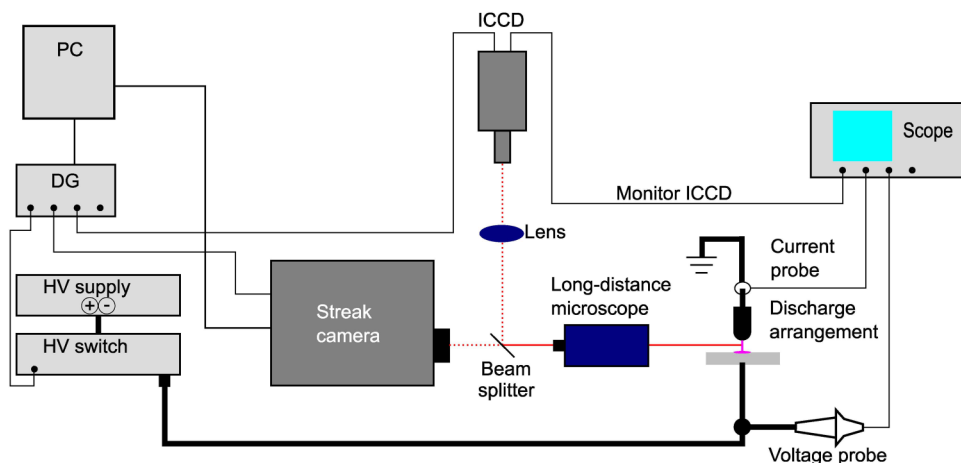 ICCD
PC
Scope
DG
Monitor ICCD
Lens
Current
probe
HV supply
+ -
Long-distance
microscope
Discharge
arrangement
Streak
camera
HV switch
Beam
splitter
Voltage probe